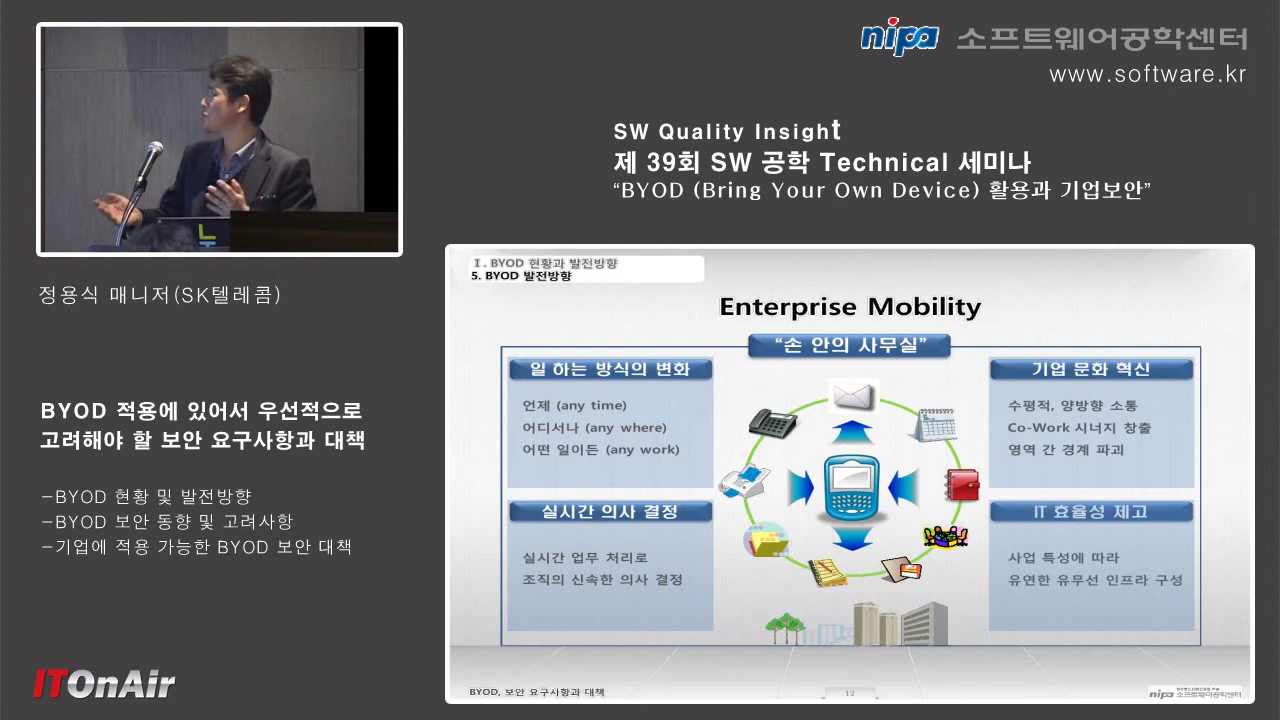 nipa 소프트웨어공학센터
www.software.kr
SW Quality Insight
제 39회 SW 공학 Technical 세미나
“BYOD (Bring Your Own Device) 활용과 기업보안”
정용식 매니저(SK텔레콤)
BYOD 적용에 있어서 우선적으로
고려해야 할 보안 요구사항과 대책
-BYOD 현황 및 발전방향
-BYOD 보안 동향 및 고려사항
-기업에 적용 가능한 BYOD 보안 대책
ITOnAir
I. BYOD 현황과 발전방향
5. BYOD 발전방향
Enterprise Mobility
“손 안의 사무실”
일 하는 방식의 변화
언제 (any time)
어디서나 (any where)
어떤 일이든 (any work)
기업 문화 혁신
수평적, 양방향 소통
Co-Work 시너지 창출
영역 간 경계 파괴
실시간 의사 결정
실시간 업무 처리로
조직의 신속한 의사 결정
IT 효율성 제고
사업 특성에 따라
유연한 유무선 인프라 구성
BYOD, 보안 요구사항과 대책
12
nipa 소프트웨어공학센터